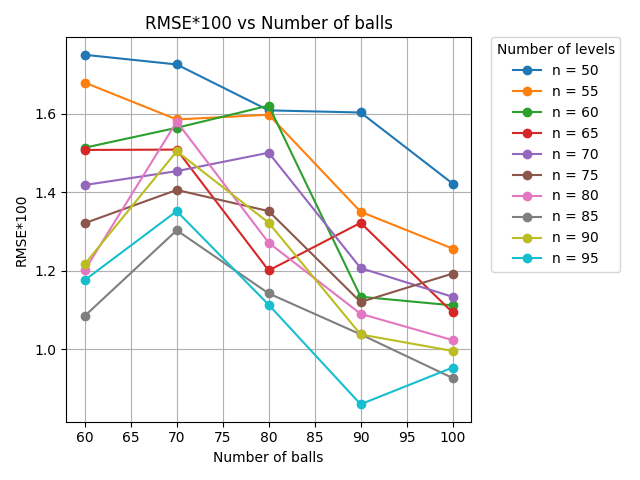 RMSE*100 vs Number of balls
RMSE*100
1.6
1.4
1.2
1.0
60 65 70 75 80 85 90 95 100
Number of balls
Number of levels
n = 50
n = 55
n = 60
n = 65
n = 70
n = 75
n = 80
n = 85
n = 90
n = 95